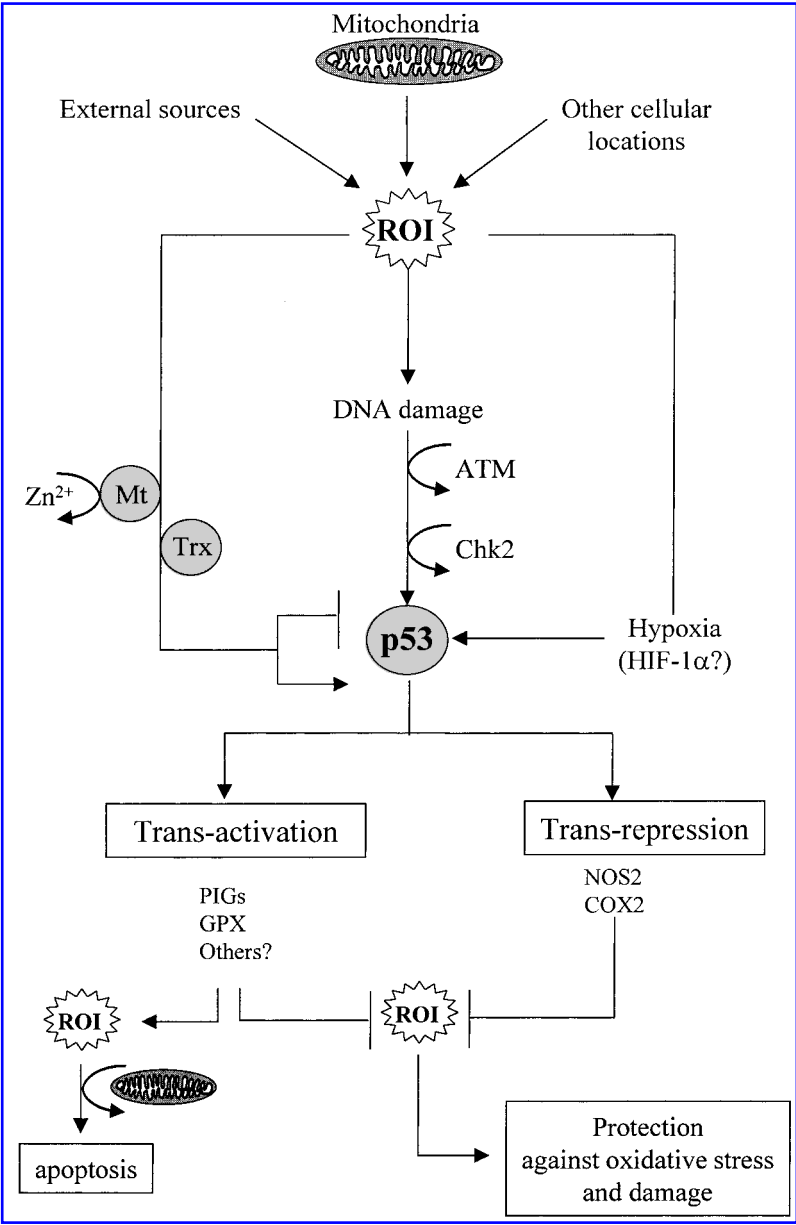 Mitochondria
External sources
Other cellular
locations
ROI
DNA damage
ATM
Zn²⁺
Mt
Trx
Chk2
p53
Hypoxia
(HIF-1α?)
Trans-activation
Trans-repression
PIGs
GPX
Others?
NOS2
COX2
ROI
ROI
apoptosis
Protection
against oxidative stress
and damage